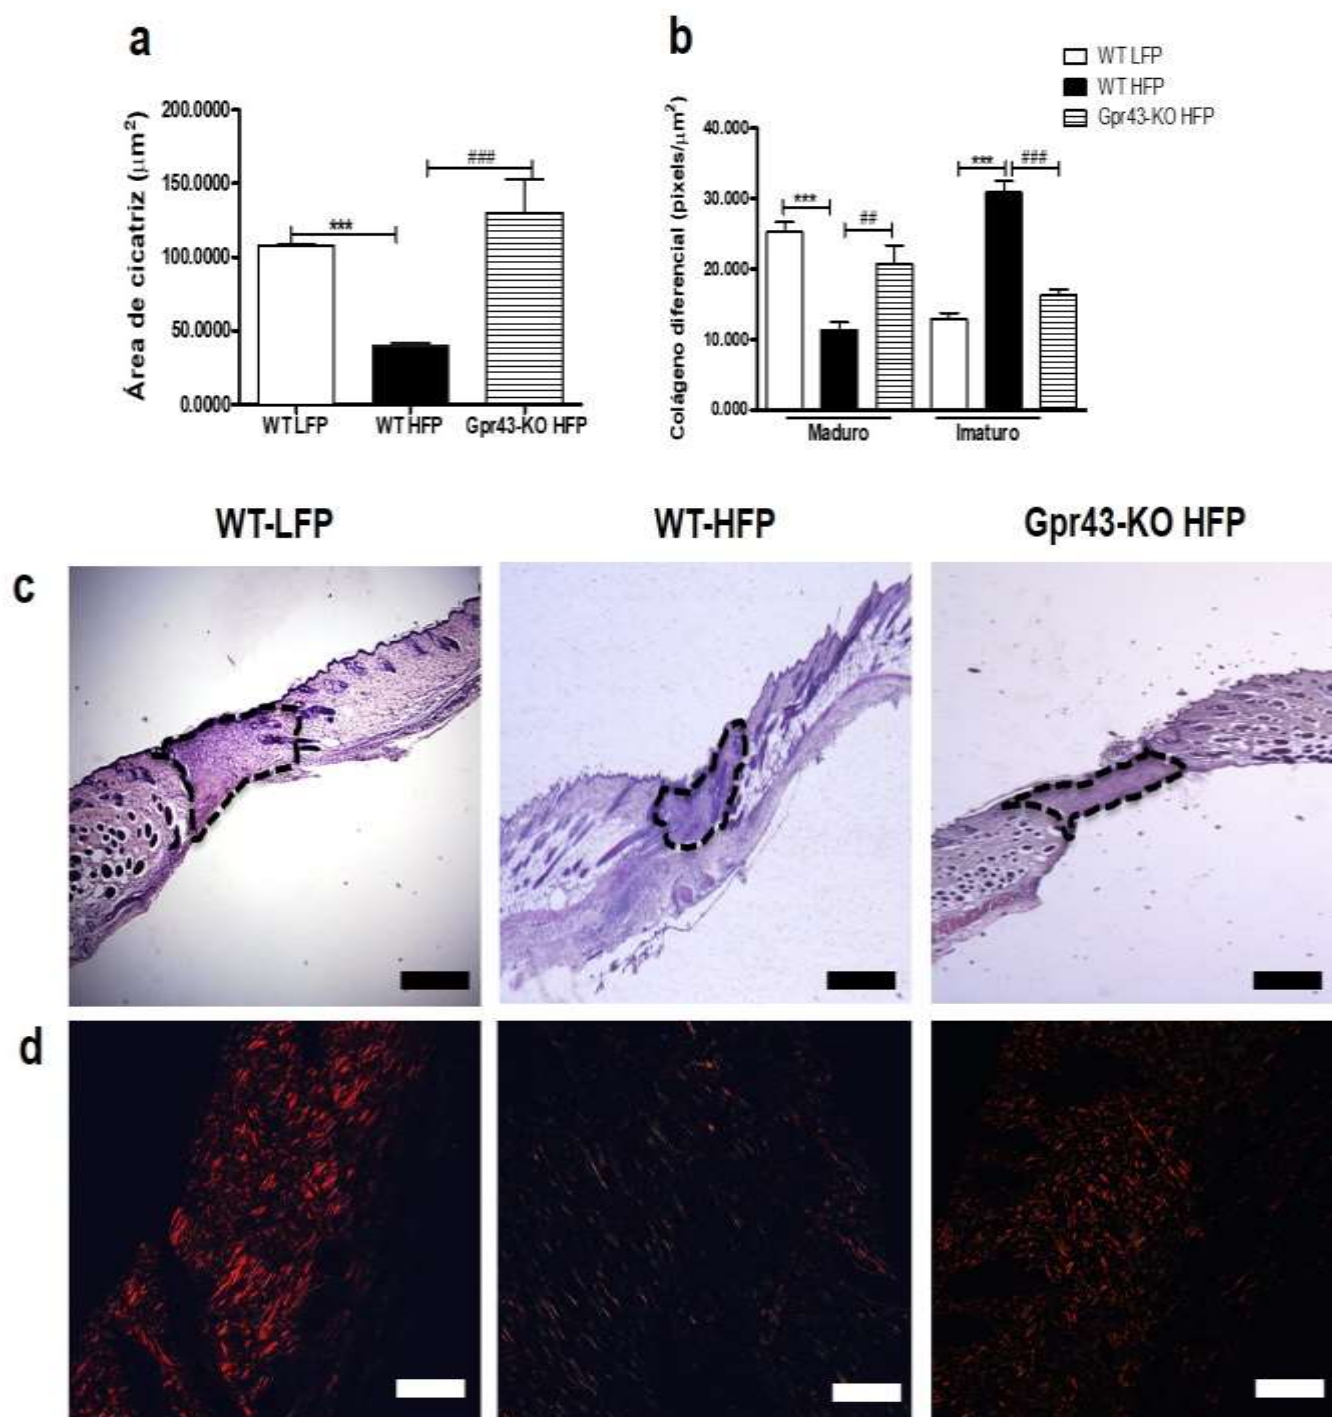 a
Área de cicatriz (μm²)
200.0000
150.0000
100.0000
50.0000
0.0000
***
###
WT LFP
WT HFP
Gpr43-KO HFP
b
WT LFP
WT HFP
Gpr43-KO HFP
Colágeno diferencial (pixels/μm²)
40.000
30.000
20.000
10.000
0.000
***
##
***
###
Maduro
Imaturo
WT-LFP
WT-HFP
Gpr43-KO HFP
c
d